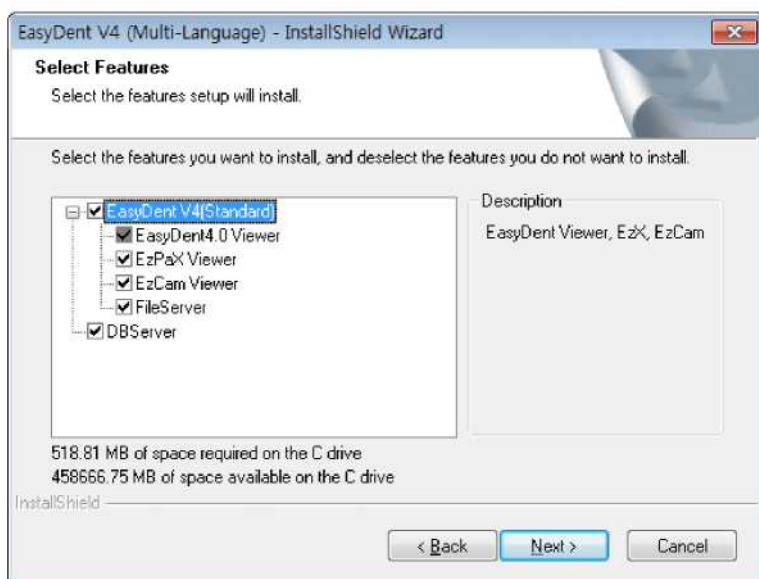 EasyDent V4 (Multi-Language) - InstallShield Wizard
Select Features
Select the features setup will install.
Select the features you want to install, and deselect the features you do not want to install.
EasyDent V4(Standard)
EasyDent4.0 Viewer
EzPaX Viewer
EzCam Viewer
FileServer
DBServer
Description
EasyDent Viewer, EzX, EzCam
518.81 MB of space required on the C drive
458666.75 MB of space available on the C drive
InstallShield
< Back
Next >
Cancel